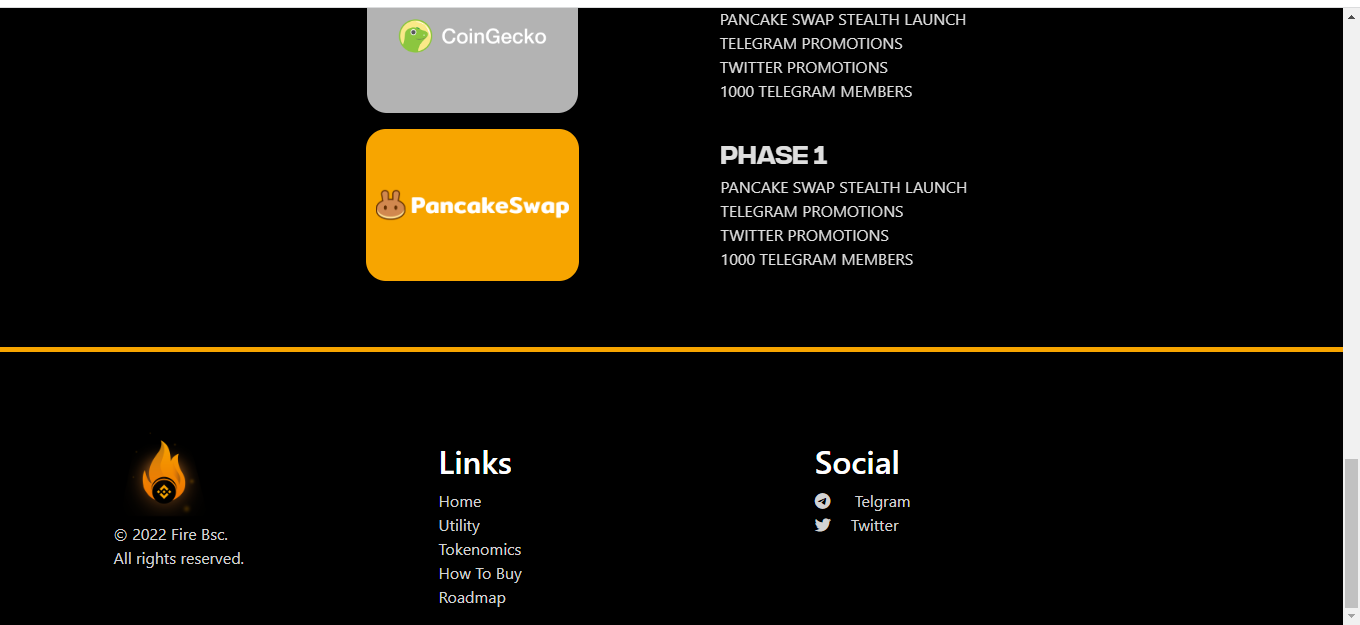 CoinGecko
PancakeSwap
PANCAKE SWAP STEALTH LAUNCH
TELEGRAM PROMOTIONS
TWITTER PROMOTIONS
1000 TELEGRAM MEMBERS
PHASE 1
PANCAKE SWAP STEALTH LAUNCH
TELEGRAM PROMOTIONS
TWITTER PROMOTIONS
1000 TELEGRAM MEMBERS
© 2022 Fire Bsc.
All rights reserved.
Links
Home
Utility
Tokenomics
How To Buy
Roadmap
Social
Telgram
Twitter